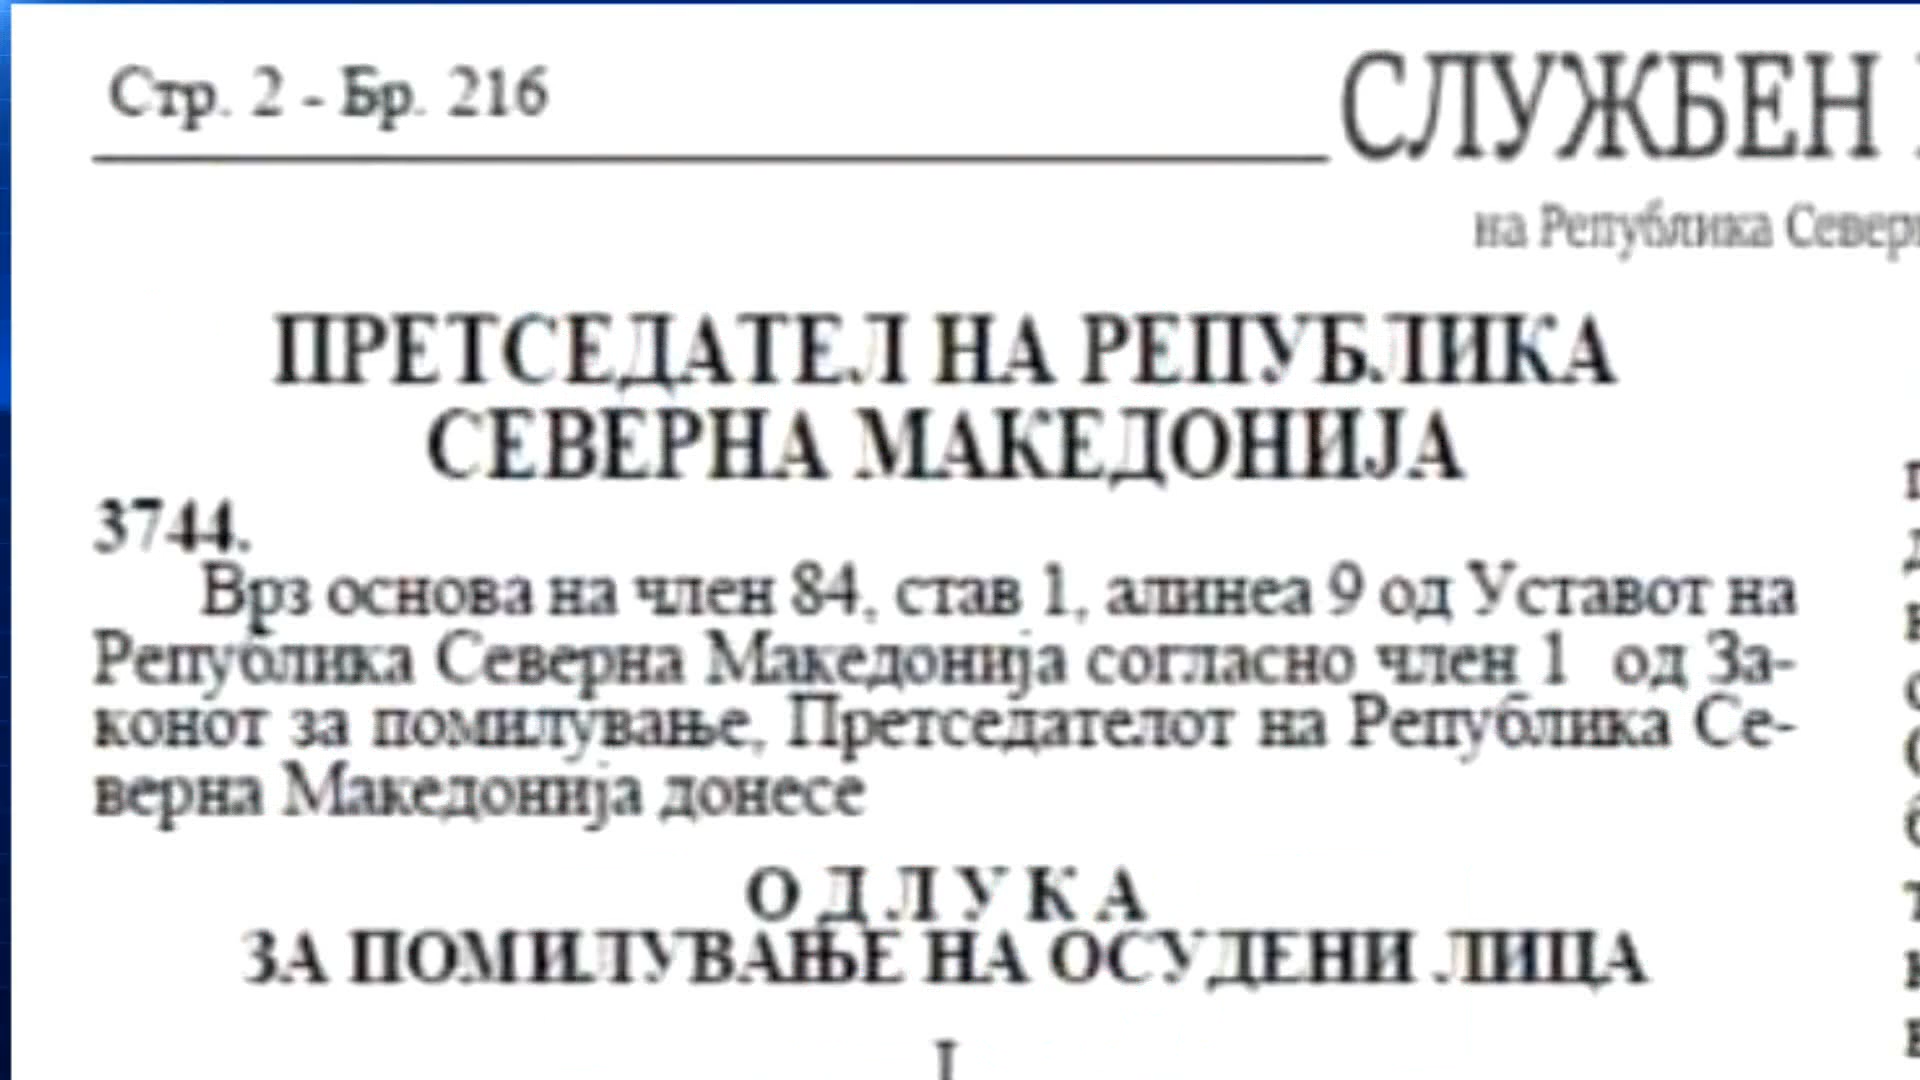 Стр. 2 - Бр. 216
СЛУЖБЕН
на Република
ПРЕТСЕДАТЕЛ НА РЕПУБЛИКА
СЕВЕРНА МАКЕДОНИЈА
3744.
Врз основа на член 84, став 1, алинеа 9 од Уставот на
Република Северна Македонија согласно член 1 од За-
конот за помилување, Претседателот на Република Се-
верна Македонија донесе
О Д Л У К А
ЗА ПОМИЛУВАЊЕ НА ОСУДЕНИ ЛИЦА
I